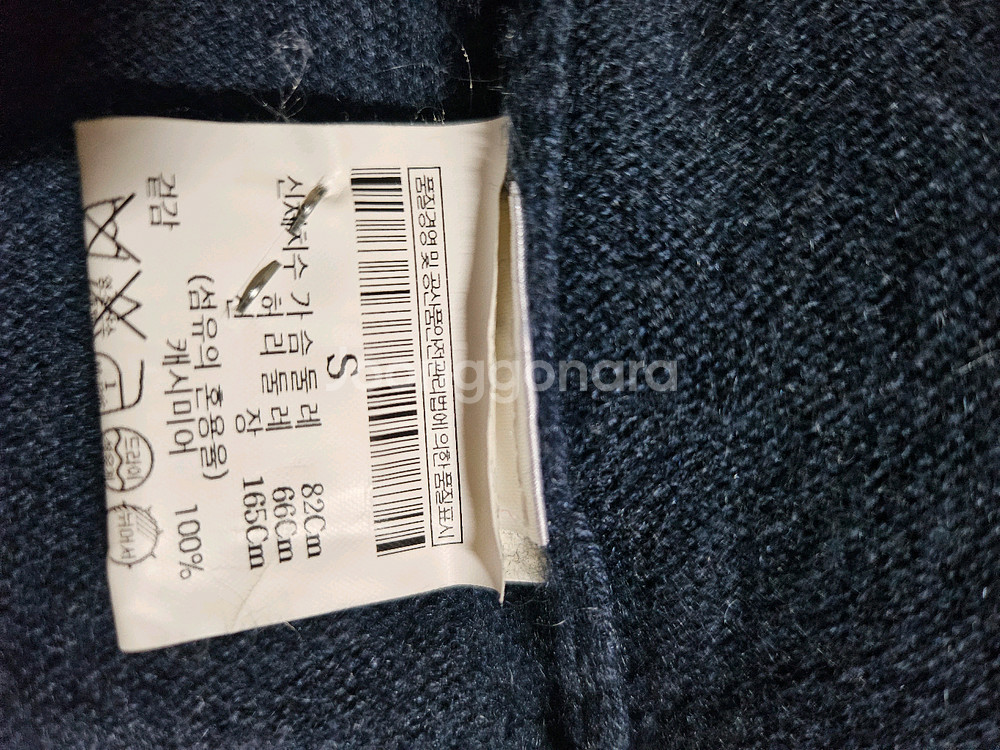 품질경영 및 공산품안전관리법에 의한 품질표시
S
신체치수 가슴둘레 82Cm
허리둘레 66Cm
신 장 165Cm
(섬유의 혼용율)
겉감 캐시미어 100%
드라이